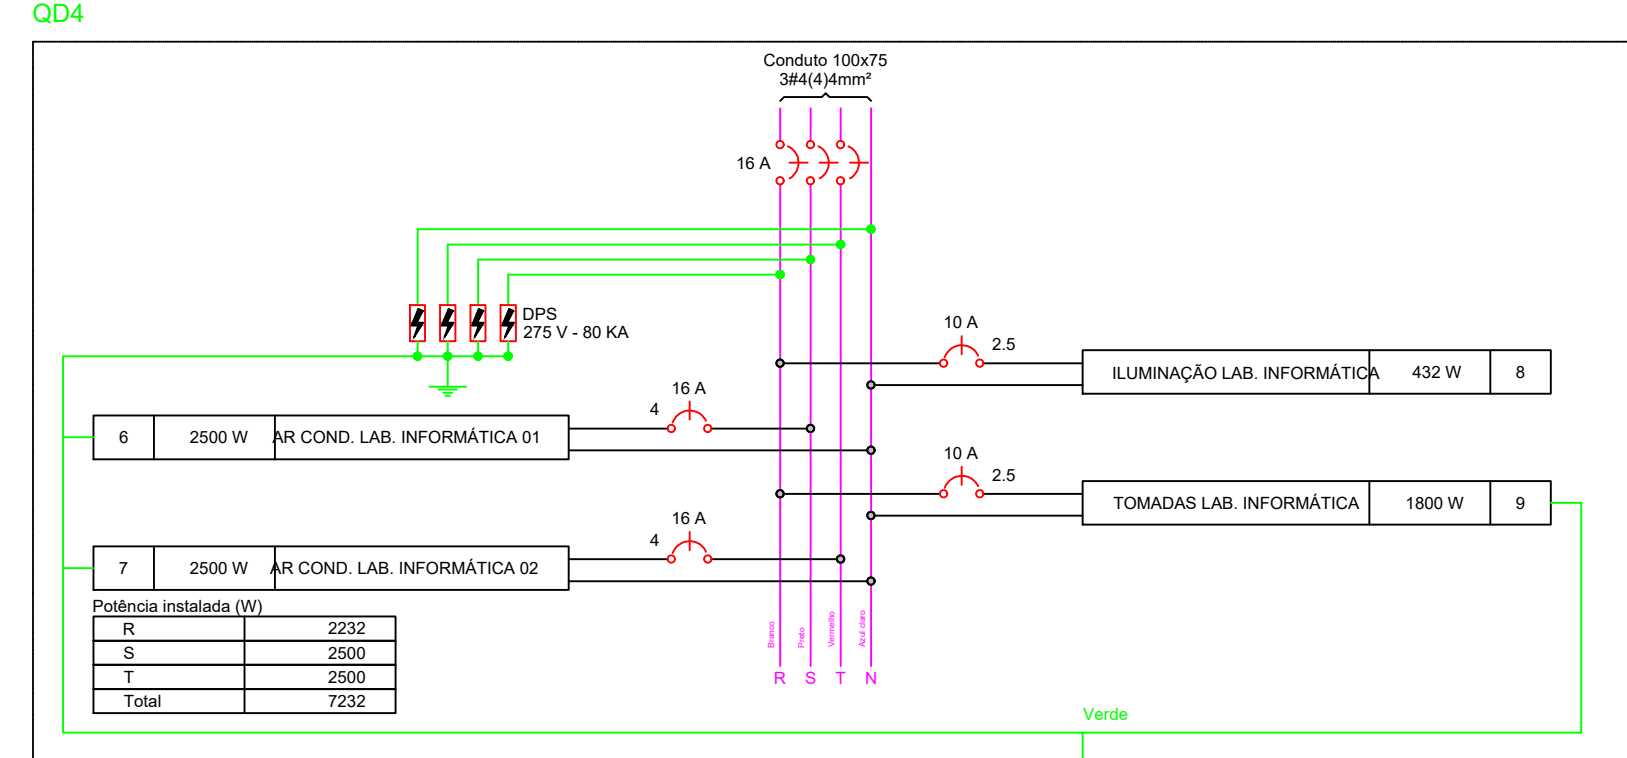 QD4
Conduto 100x75
3#4(4)4mm²
16 A
DPS
275 V - 80 KA
10 A
2.5
ILUMINAÇÃO LAB. INFORMÁTICA 432 W 8
16 A
4
6 2500 W AR COND. LAB. INFORMÁTICA 01
10 A
2.5
TOMADAS LAB. INFORMÁTICA 1800 W 9
16 A
4
7 2500 W AR COND. LAB. INFORMÁTICA 02
Potência instalada (W)
R 2232
S 2500
T 2500
Total 7232
Branco
Preto
Vermelho
Azul claro
R S T N
Verde